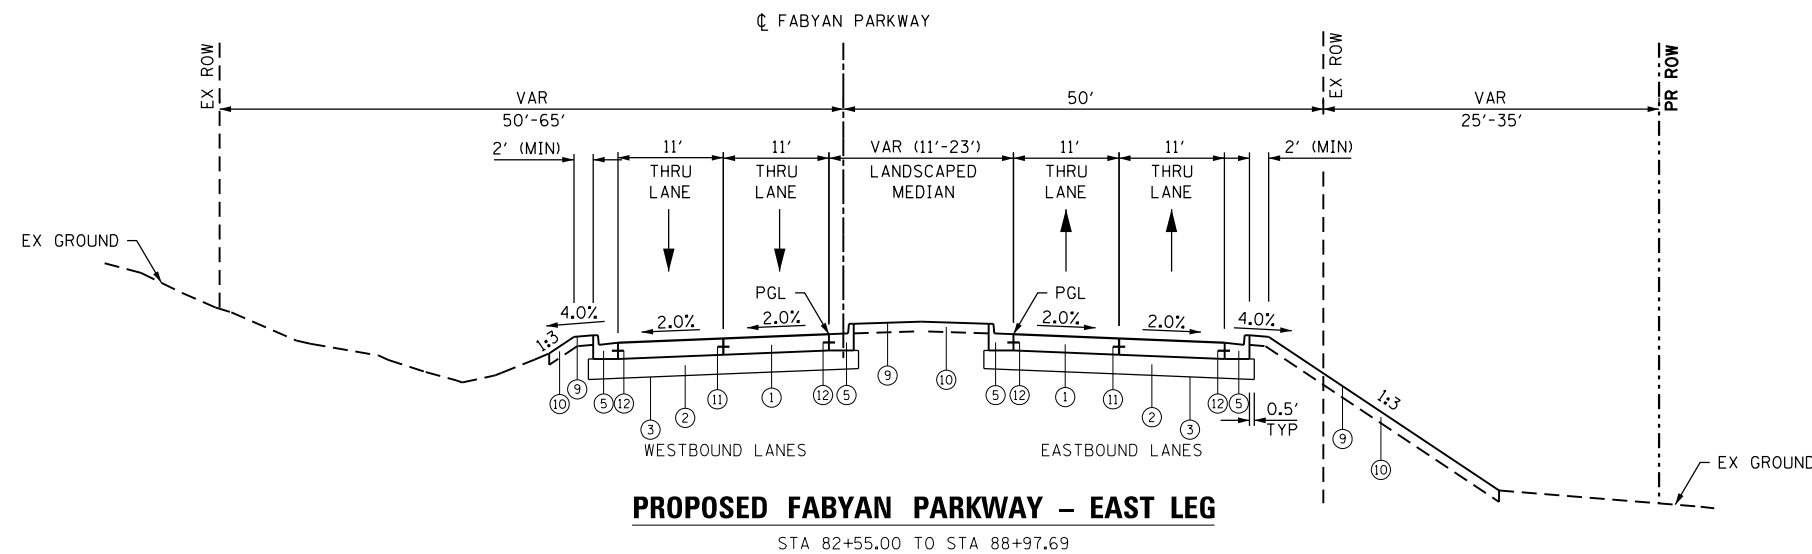 ℄ FABYAN PARKWAY
EX ROW
EX ROW
PR ROW
VAR
50'-65'
50'
VAR
25'-35'
2' (MIN)
11'
THRU
LANE
11'
THRU
LANE
VAR (11'-23')
LANDSCAPED
MEDIAN
11'
THRU
LANE
11'
THRU
LANE
2' (MIN)
EX GROUND
PGL
PGL
1:3
4.0%
2.0%
2.0%
2.0%
2.0%
4.0%
1:3
10
9
5
12
3
2
11
1
12
5
9
10
5
12
1
11
2
3
12
5
0.5'
TYP
9
10
WESTBOUND LANES
EASTBOUND LANES
EX GROUND
PROPOSED FABYAN PARKWAY – EAST LEG
STA 82+55.00 TO STA 88+97.69